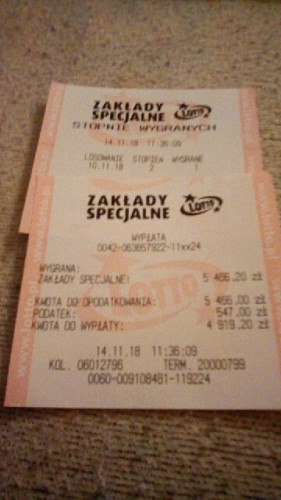 ZAKŁADY
SPECJALNE
LOTTO
STOPNIE WYGRANYCH
14.11.18 11:36:09
LOSOWANIE STOPIEŃ WYGRANE
10.11.18 2 1
ZAKŁADY
SPECJALNE
LOTTO
WYPŁATA
0042-063857922-11xx24
WYGRANA:
ZAKŁADY SPECJALNE: 5 466,20 zł
KWOTA DO OPODATKOWANIA: 5 466,00 zł
PODATEK: 547,00 zł
KWOTA DO WYPŁATY: 4 919,20 zł
14.11.18 11:36:09
KOL. 06012796 TERM. 20000799
0060-009108481-119224